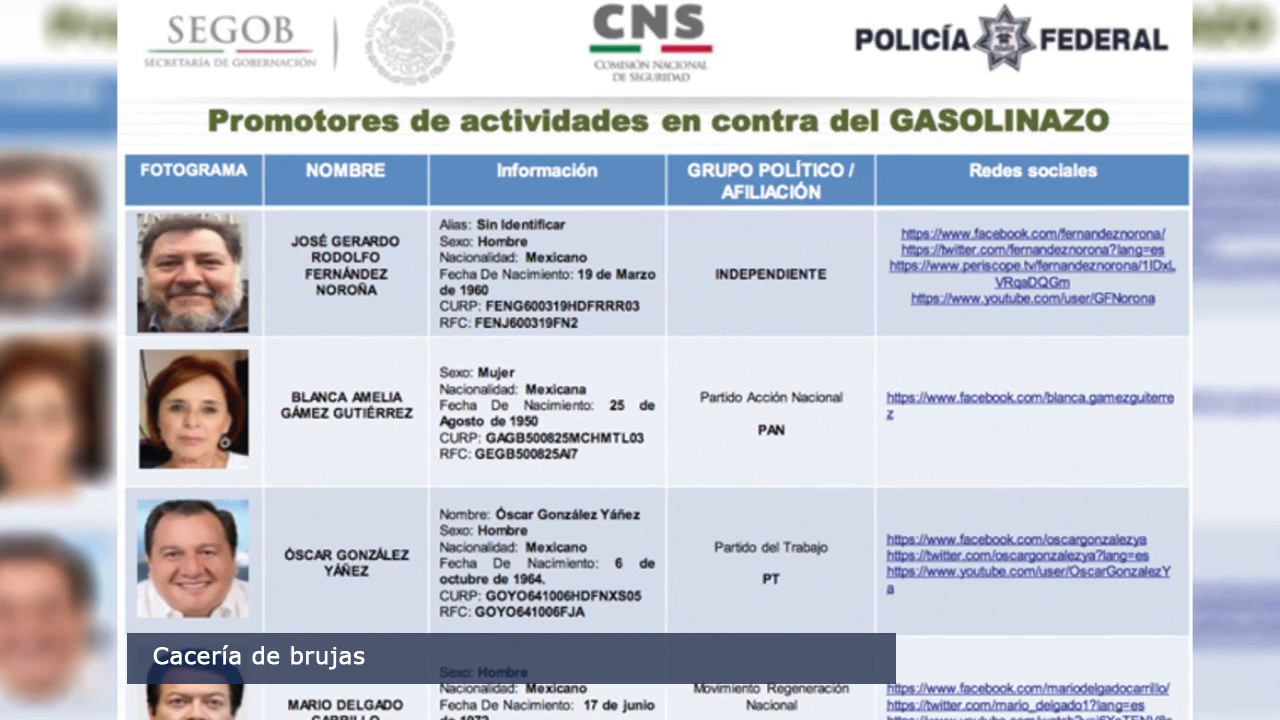 SEGOB
SECRETARÍA DE GOBERNACIÓN
CNS
COMISIÓN NACIONAL
DE SEGURIDAD
POLICÍA FEDERAL
Promotores de actividades en contra del GASOLINAZO
FOTOGRAMA
NOMBRE
Información
GRUPO POLÍTICO /
AFILIACIÓN
Redes sociales
JOSÉ GERARDO
RODOLFO
FERNÁNDEZ
NOROÑA
Alias: Sin Identificar
Sexo: Hombre
Nacionalidad: Mexicano
Fecha De Nacimiento: 19 de Marzo
de 1960
CURP: FENG600319HDFRRR03
RFC: FENJ600319FN2
INDEPENDIENTE
https://www.facebook.com/fernandeznorona/
https://twitter.com/fernandeznorona?lang=es
https://www.periscope.tv/fernandeznorona/1IDxL
VRqaDQGm
https://www.youtube.com/user/GFNorona
BLANCA AMELIA
GÁMEZ GUTIÉRREZ
Sexo: Mujer
Nacionalidad: Mexicana
Fecha De Nacimiento: 25 de
Agosto de 1950
CURP: GAGB500825MCHMTL03
RFC: GEGB500825AI7
Partido Acción Nacional
PAN
https://www.facebook.com/blanca.gamezguiterre
z
ÓSCAR GONZÁLEZ
YÁÑEZ
Nombre: Óscar González Yáñez
Sexo: Hombre
Nacionalidad: Mexicano
Fecha De Nacimiento: 6 de
octubre de 1964.
CURP: GOYO641006HDFNXS05
RFC: GOYO641006FJA
Partido del Trabajo
PT
https://www.facebook.com/oscargonzalezya
https://twitter.com/oscargonzalezya?lang=es
https://www.youtube.com/user/OscarGonzalezY
a
Cacería de brujas
MARIO DELGADO
CARRILLO
Sexo: Hombre
Nacionalidad: Mexicano
Fecha De Nacimiento: 17 de junio
de 1972
Movimiento Regeneración
Nacional
https://www.facebook.com/mariodelgadocarrillo/
https://twitter.com/mario_delgado1?lang=es